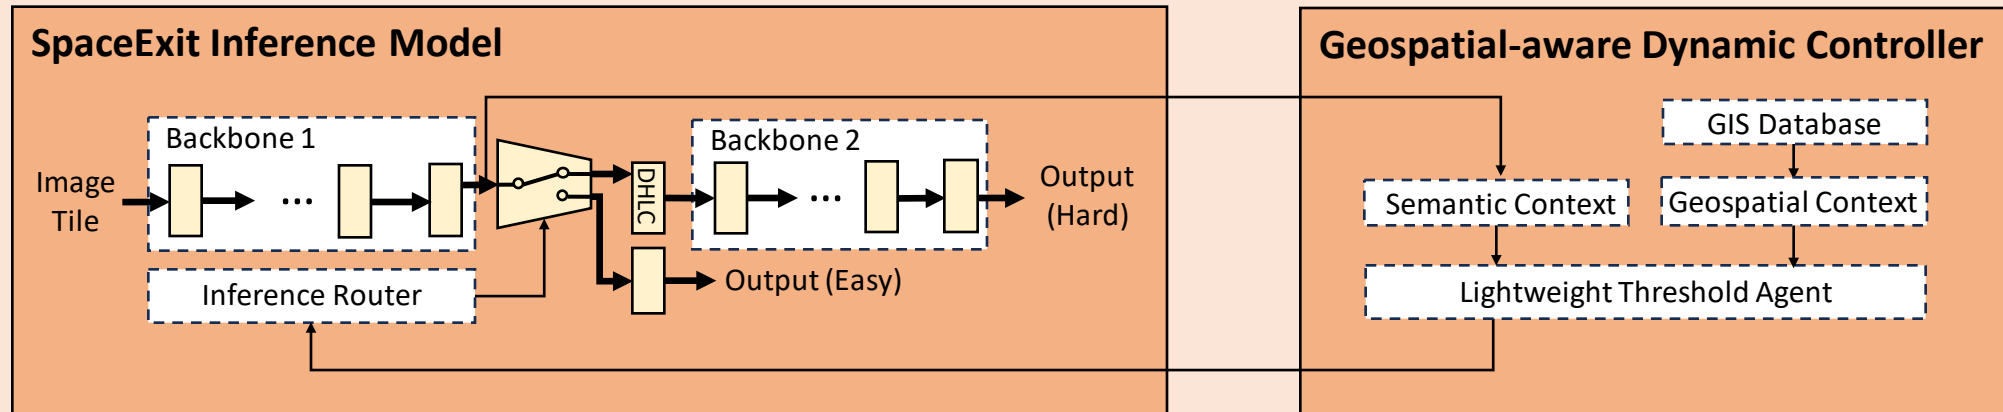 SpaceExit Inference Model
Backbone 1
Image
Tile
...
Inference Router
DHLC
Backbone 2
...
Output
(Hard)
Output (Easy)
Geospatial-aware Dynamic Controller
GIS Database
Semantic Context
Geospatial Context
Lightweight Threshold Agent